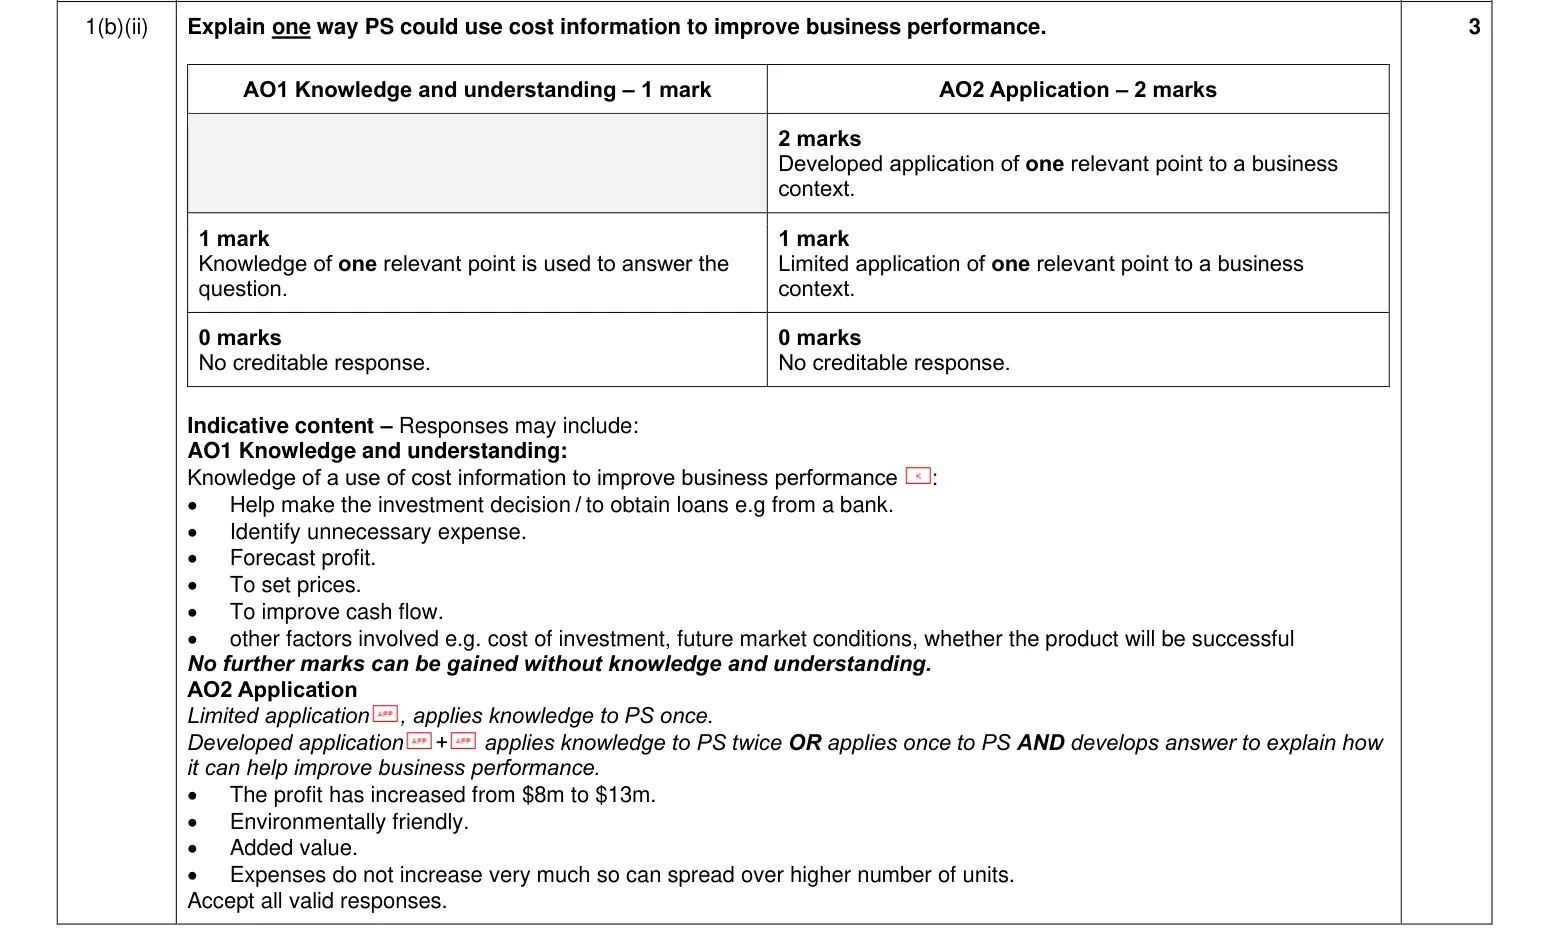 1(b)(ii)
Explain one way PS could use cost information to improve business performance.
3
AO1 Knowledge and understanding – 1 mark
AO2 Application – 2 marks
2 marks
Developed application of one relevant point to a business
context.
1 mark
Knowledge of one relevant point is used to answer the
question.
1 mark
Limited application of one relevant point to a business
context.
0 marks
No creditable response.
0 marks
No creditable response.
Indicative content – Responses may include:
AO1 Knowledge and understanding:
Knowledge of a use of cost information to improve business performance K:
• Help make the investment decision / to obtain loans e.g from a bank.
• Identify unnecessary expense.
• Forecast profit.
• To set prices.
• To improve cash flow.
• other factors involved e.g. cost of investment, future market conditions, whether the product will be successful
No further marks can be gained without knowledge and understanding.
AO2 Application
Limited application APP, applies knowledge to PS once.
Developed application APP + APP applies knowledge to PS twice OR applies once to PS AND develops answer to explain how
it can help improve business performance.
• The profit has increased from $8m to $13m.
• Environmentally friendly.
• Added value.
• Expenses do not increase very much so can spread over higher number of units.
Accept all valid responses.